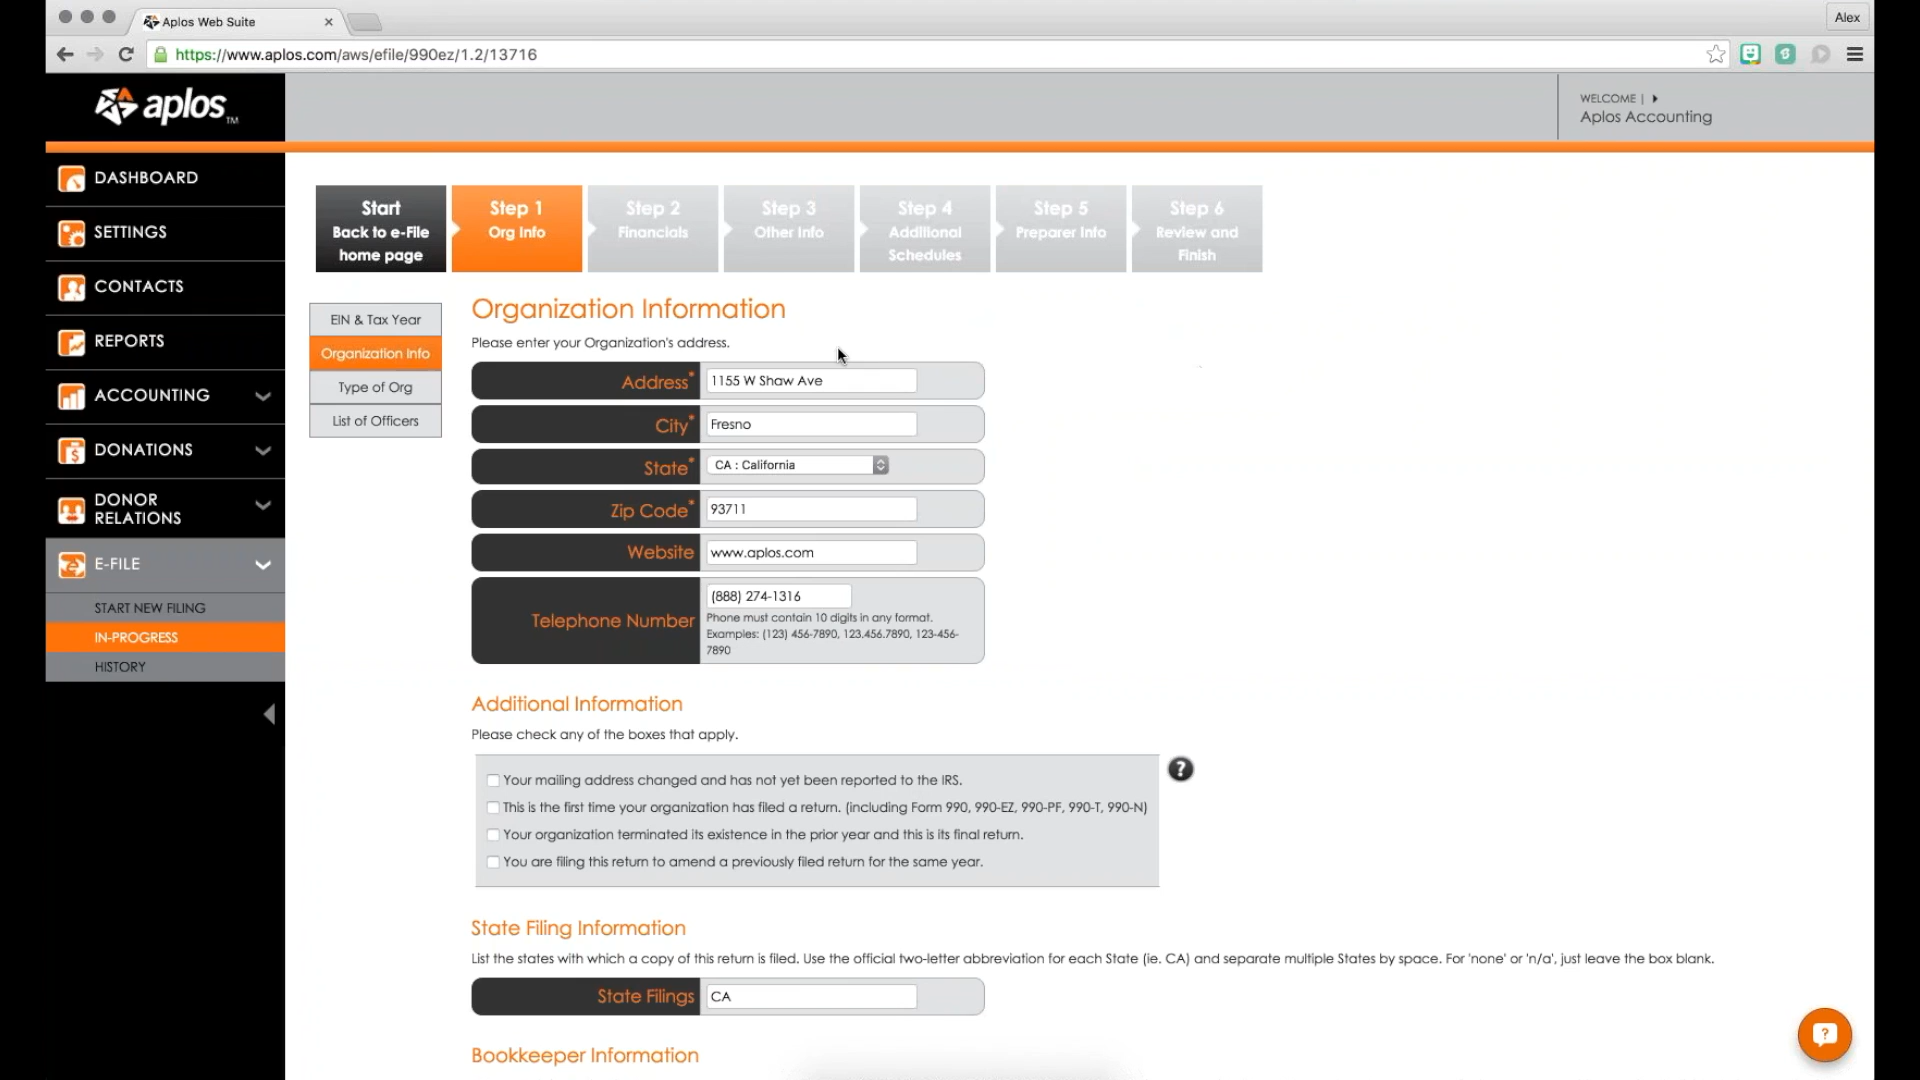 Aplos Web Suite
Alex
https://www.aplos.com/aws/efile/990ez/1.2/13716
aplos TM
WELCOME |
Aplos Accounting
DASHBOARD
SETTINGS
CONTACTS
REPORTS
ACCOUNTING
DONATIONS
DONOR
RELATIONS
E-FILE
START NEW FILING
IN-PROGRESS
HISTORY
Start
Back to e-File
home page
Step 1
Org Info
Step 2
Financials
Step 3
Other Info
Step 4
Additional
Schedules
Step 5
Preparer Info
Step 6
Review and
Finish
EIN & Tax Year
Organization Info
Type of Org
List of Officers
Organization Information
Please enter your Organization's address.
Address* 1155 W Shaw Ave
City* Fresno
State* CA : California
Zip Code* 93711
Website www.aplos.com
Telephone Number (888) 274-1316
Phone must contain 10 digits in any format.
Examples: (123) 456-7890, 123.456.7890, 123-456-
7890
Additional Information
Please check any of the boxes that apply.
Your mailing address changed and has not yet been reported to the IRS.
This is the first time your organization has filed a return. (including Form 990, 990-EZ, 990-PF, 990-T, 990-N)
Your organization terminated its existence in the prior year and this is its final return.
You are filing this return to amend a previously filed return for the same year.
?
State Filing Information
List the states with which a copy of this return is filed. Use the official two-letter abbreviation for each State (ie. CA) and separate multiple States by space. For 'none' or 'n/a', just leave the box blank.
State Filings CA
Bookkeeper Information
?